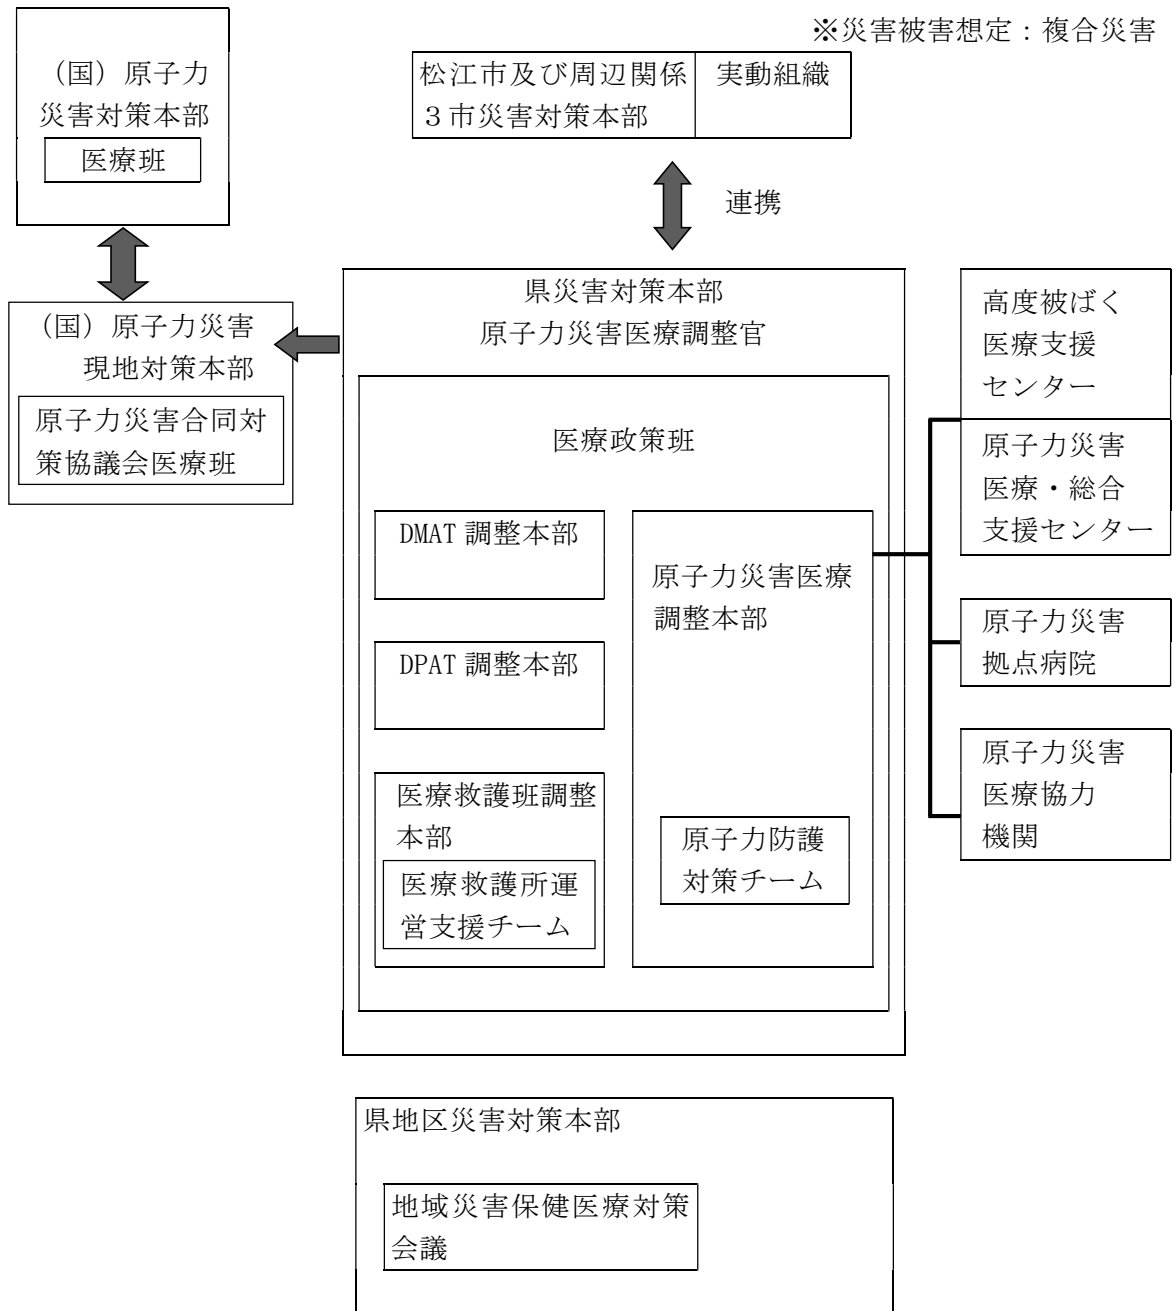 ※災害被害想定:複合災害
(国)原子力
災害対策本部
医療班
松江市及び周辺関係
3市災害対策本部
実動組織
連携
(国)原子力災害
現地対策本部
原子力災害合同対
策協議会医療班
県災害対策本部
原子力災害医療調整官
医療政策班
DMAT 調整本部
DPAT 調整本部
医療救護班調整
本部
医療救護所運
営支援チーム
原子力災害医療
調整本部
原子力防護
対策チーム
高度被ばく
医療支援
センター
原子力災害
医療・総合
支援センター
原子力災害
拠点病院
原子力災害
医療協力
機関
県地区災害対策本部
地域災害保健医療対策
会議